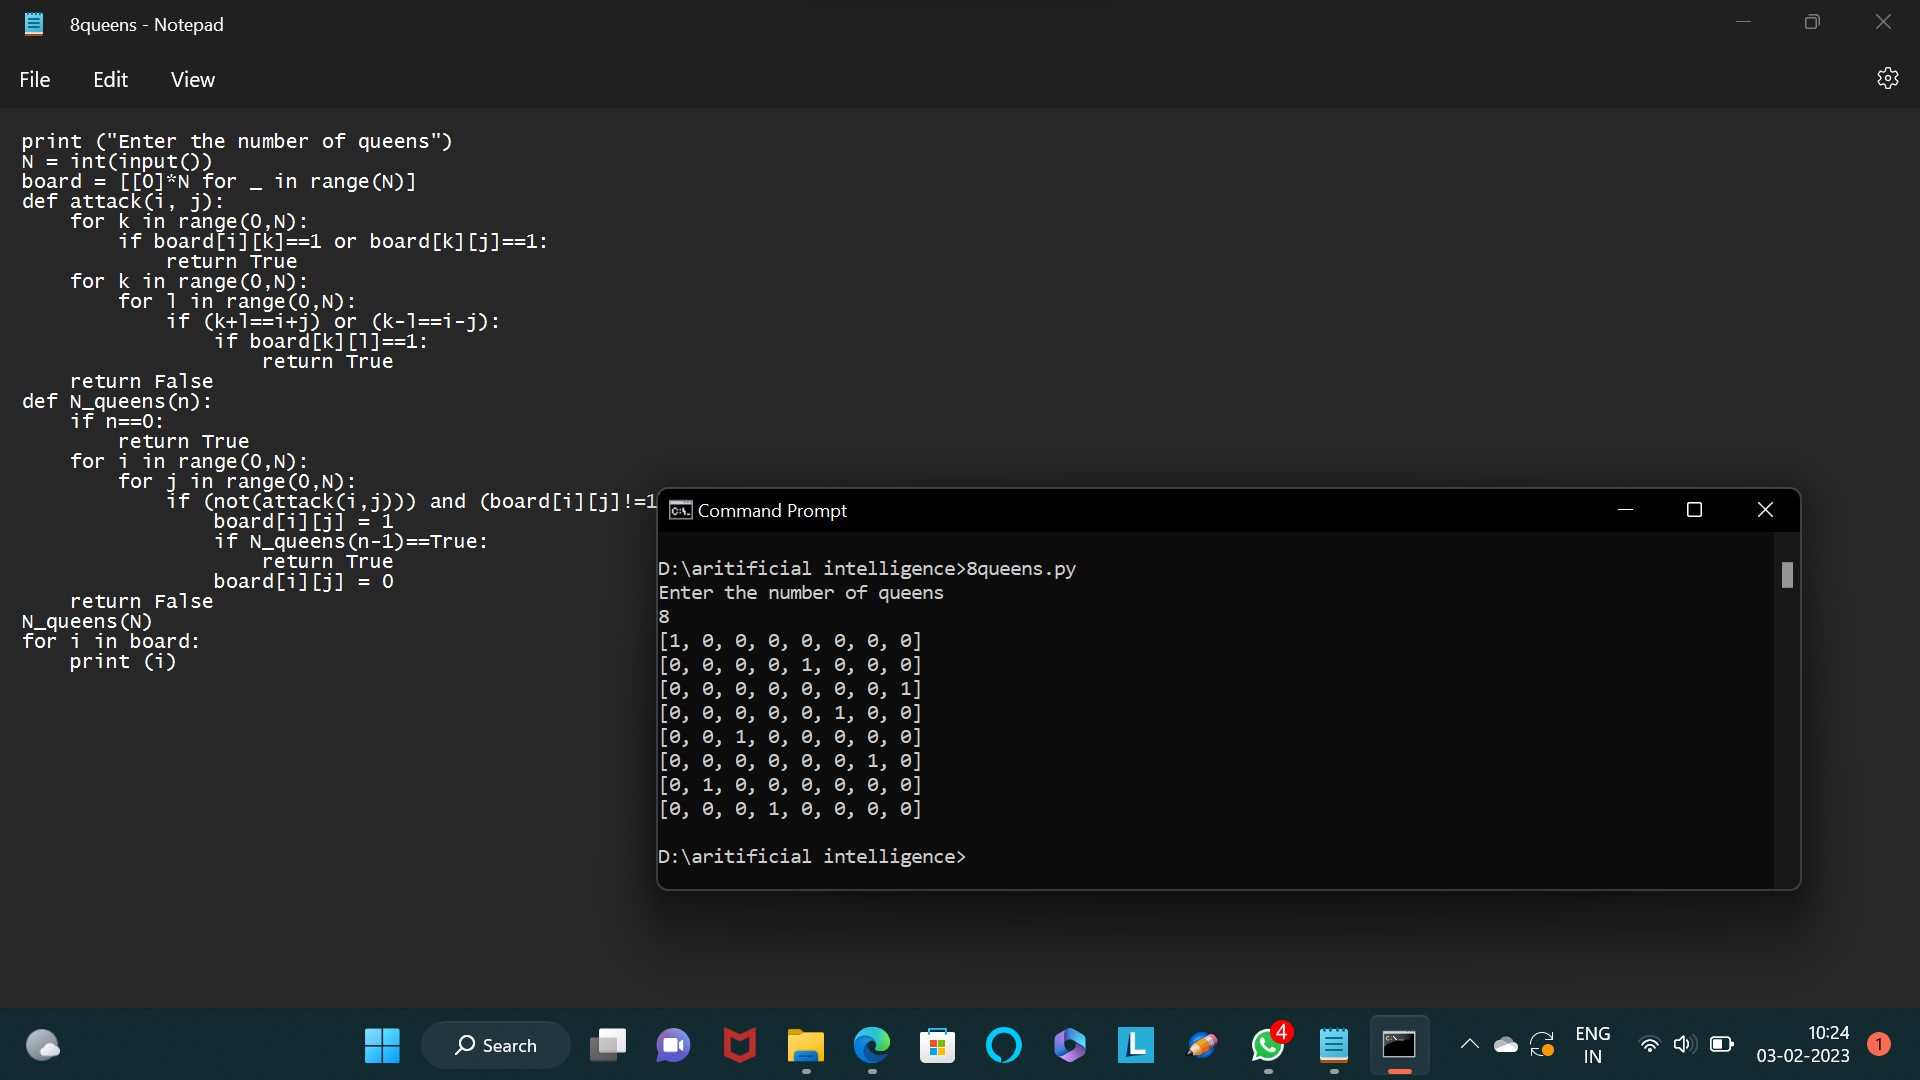 8queens - Notepad
File Edit View
print ("Enter the number of queens")
N = int(input())
board = [[0]*N for _ in range(N)]
def attack(i, j):
    for k in range(0,N):
        if board[i][k]==1 or board[k][j]==1:
            return True
    for k in range(0,N):
        for l in range(0,N):
            if (k+l==i+j) or (k-l==i-j):
                if board[k][l]==1:
                    return True
    return False
def N_queens(n):
    if n==0:
        return True
    for i in range(0,N):
        for j in range(0,N):
            if (not(attack(i,j))) and (board[i][j]!=1
                board[i][j] = 1
                if N_queens(n-1)==True:
                    return True
                board[i][j] = 0
    return False
N_queens(N)
for i in board:
    print (i)
Command Prompt
D:\aritificial intelligence>8queens.py
Enter the number of queens
8
[1, 0, 0, 0, 0, 0, 0, 0]
[0, 0, 0, 0, 1, 0, 0, 0]
[0, 0, 0, 0, 0, 0, 0, 1]
[0, 0, 0, 0, 0, 1, 0, 0]
[0, 0, 1, 0, 0, 0, 0, 0]
[0, 0, 0, 0, 0, 0, 1, 0]
[0, 1, 0, 0, 0, 0, 0, 0]
[0, 0, 0, 1, 0, 0, 0, 0]
D:\aritificial intelligence>
Search
L
4
ENG
IN
10:24
03-02-2023
1